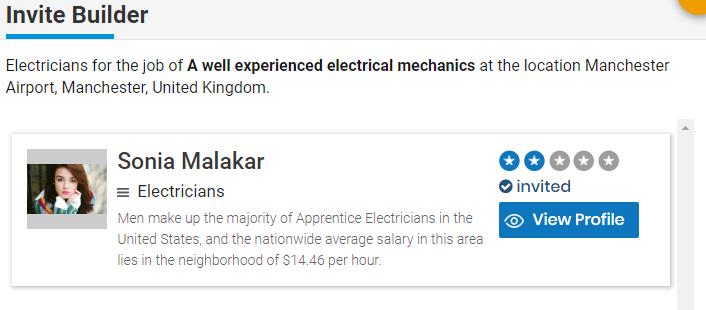 Invite Builder
Electricians for the job of A well experienced electrical mechanics at the location Manchester
Airport, Manchester, United Kingdom.
Sonia Malakar
Electricians
Men make up the majority of Apprentice Electricians in the
United States, and the nationwide average salary in this area
lies in the neighborhood of $14.46 per hour.
invited
View Profile